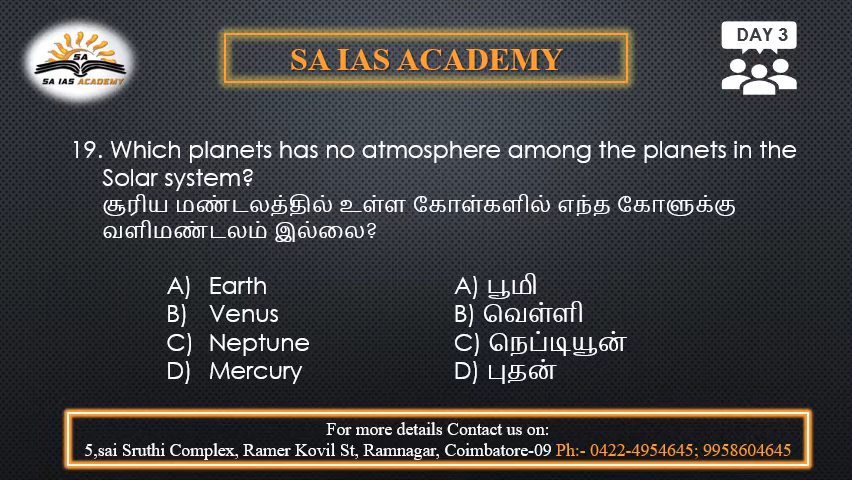 SA
SA IAS ACADEMY
SA IAS ACADEMY
DAY 3
19. Which planets has no atmosphere among the planets in the
Solar system?
சூரிய மண்டலத்தில் உள்ள கோள்களில் எந்த கோளுக்கு
வளிமண்டலம் இல்லை?
A) Earth
B) Venus
C) Neptune
D) Mercury
A) பூமி
B) வெள்ளி
C) நெப்டியூன்
D) புதன்
For more details Contact us on:
5,sai Sruthi Complex, Ramer Kovil St, Ramnagar, Coimbatore-09 Ph:- 0422-4954645; 9958604645